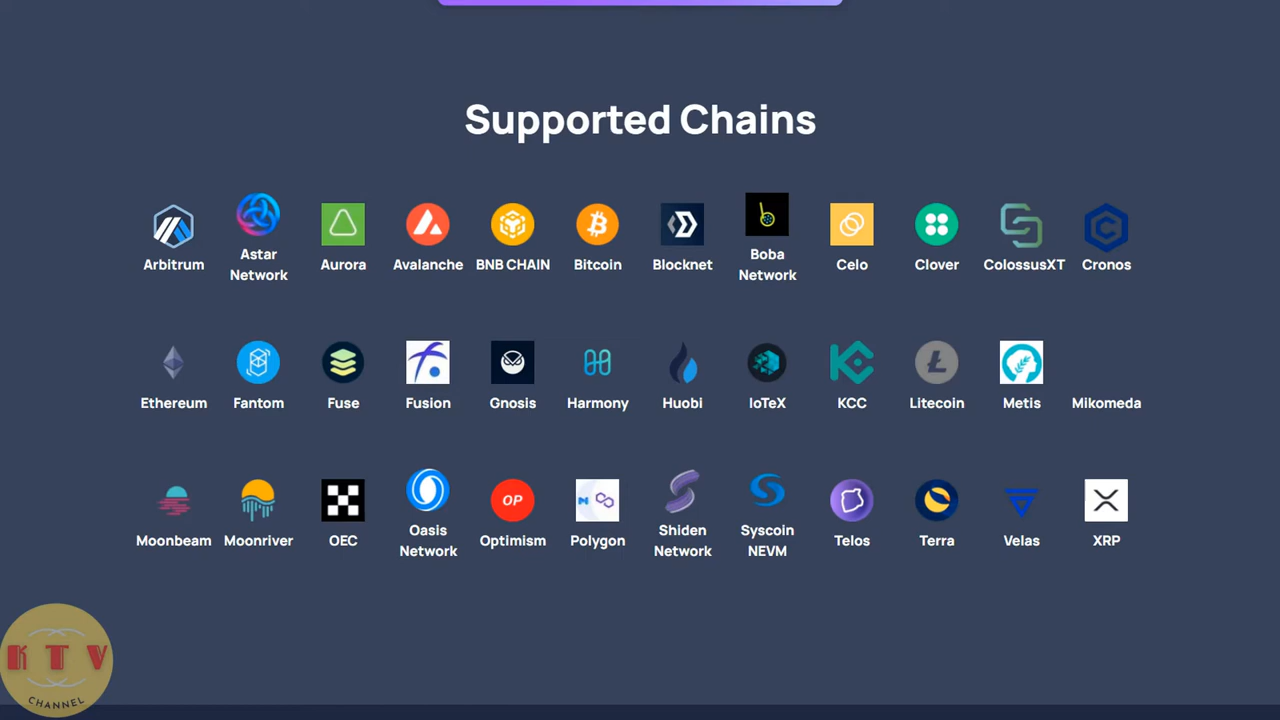 Supported Chains
Arbitrum
Astar
Network
Aurora
Avalanche
BNB CHAIN
Bitcoin
Blocknet
Boba
Network
Celo
Clover
ColossusXT
Cronos
Ethereum
Fantom
Fuse
Fusion
Gnosis
Harmony
Huobi
IoTeX
KCC
Litecoin
Metis
Mikomeda
Moonbeam
Moonriver
OEC
Oasis
Network
OP
Optimism
Polygon
Shiden
Network
Syscoin
NEVM
Telos
Terra
Velas
XRP
KTV
CHANNEL